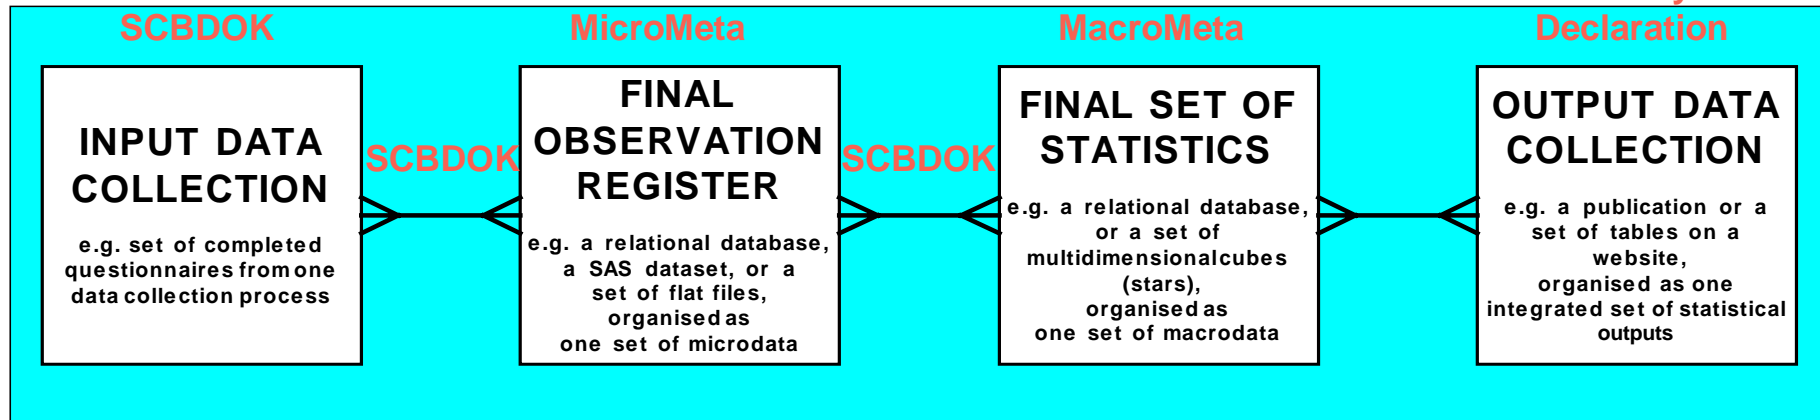 SCBDOK
MicroMeta
MacroMeta
Declaration
INPUT DATA
COLLECTION
e.g. set of completed
questionnaires from one
data collection process
SCBDOK
FINAL
OBSERVATION
REGISTER
e.g. a relational database,
a SAS dataset, or a
set of flat files,
organised as
one set of microdata
SCBDOK
FINAL SET OF
STATISTICS
e.g. a relational database,
or a set of
multidimensional cubes
(stars),
organised as
one set of macrodata
OUTPUT DATA
COLLECTION
e.g. a publication or a
set of tables on a
website,
organised as one
integrated set of statistical
outputs